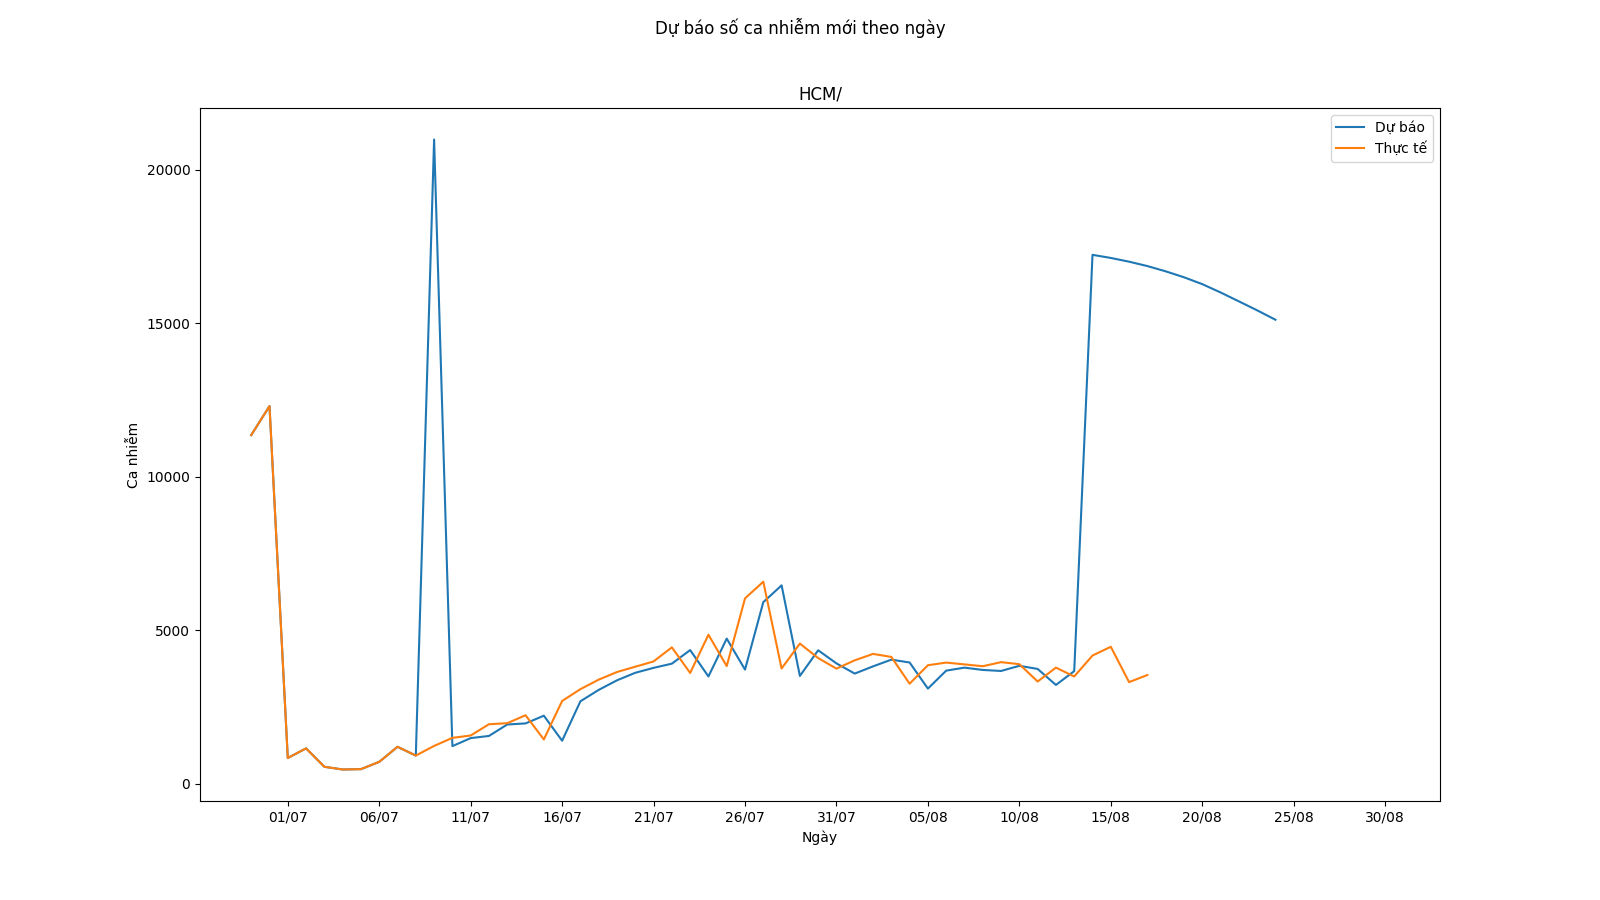 Dự báo số ca nhiễm mới theo ngày
HCM/
Dự báo
Thực tế
20000
15000
10000
5000
0
Ca nhiễm
01/07 06/07 11/07 16/07 21/07 26/07 31/07 05/08 10/08 15/08 20/08 25/08 30/08
Ngày